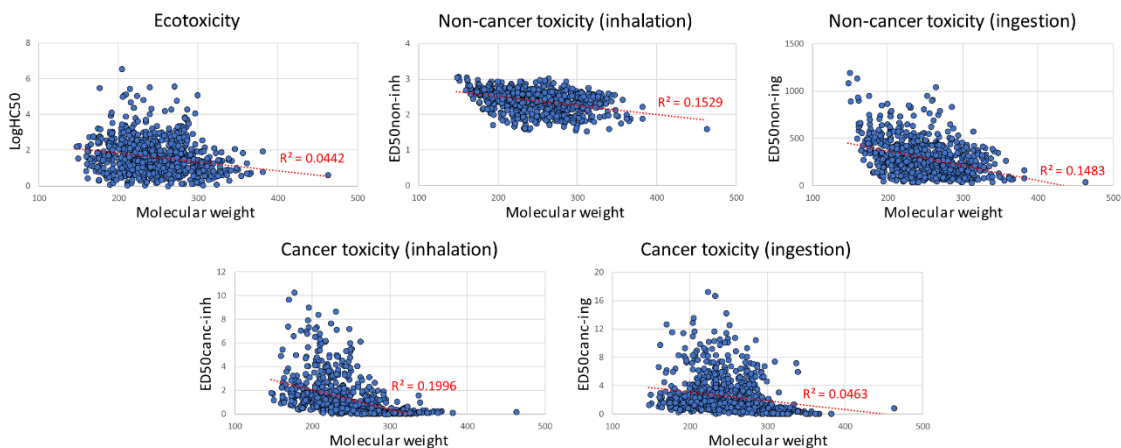 Ecotoxicity
LogHC50
8
6
4
2
0
R² = 0.0442
100 200 300 400 500
Molecular weight
Non-cancer toxicity (inhalation)
ED50non-inh
4
3
2
1
0
R² = 0.1529
100 200 300 400 500
Molecular weight
Non-cancer toxicity (ingestion)
ED50non-ing
1500
1000
500
0
R² = 0.1483
100 200 300 400 500
Molecular weight
Cancer toxicity (inhalation)
ED50canc-inh
12
10
8
6
4
2
0
R² = 0.1996
100 200 300 400 500
Molecular weight
Cancer toxicity (ingestion)
ED50canc-ing
20
16
12
8
4
0
R² = 0.0463
100 200 300 400 500
Molecular weight